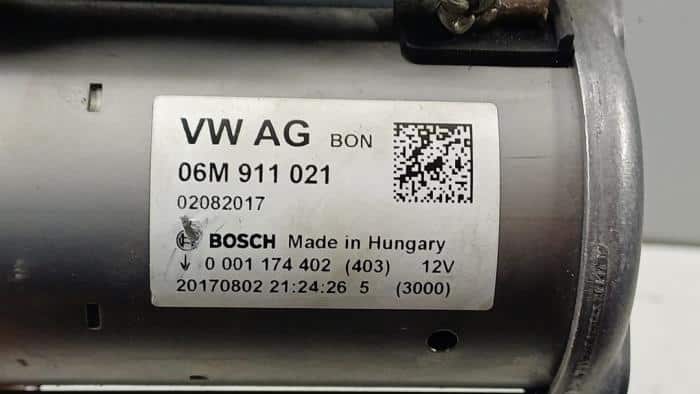 VW AG BON
06M 911 021
02082017
BOSCH Made in Hungary
↓ 0 001 174 402 (403) 12V
20170802 21:24:26 5 (3000)